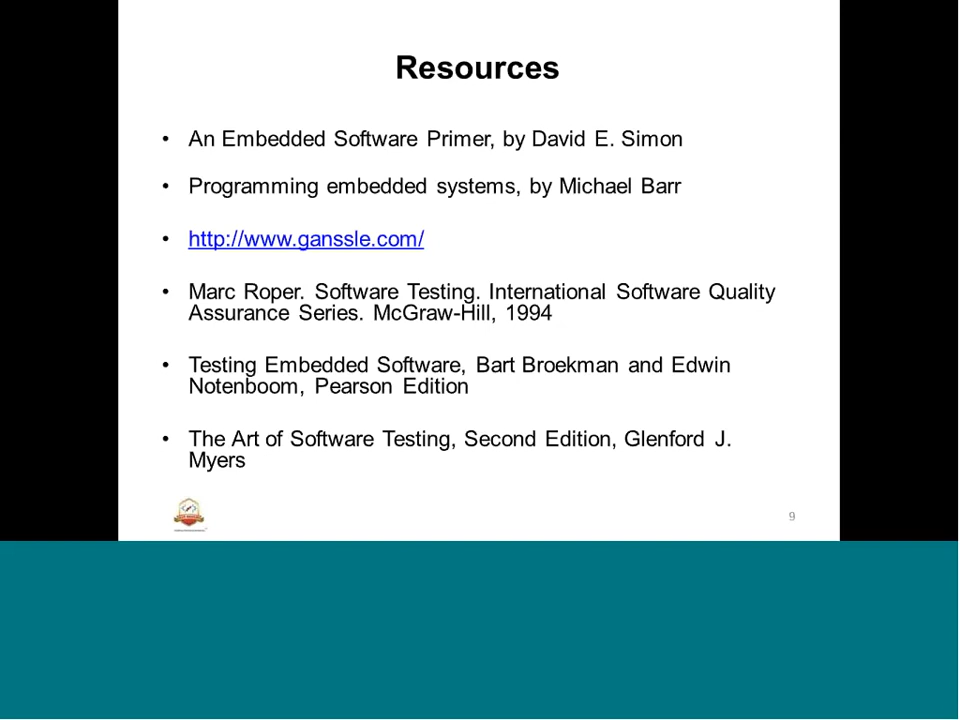 Resources
• An Embedded Software Primer, by David E. Simon
• Programming embedded systems, by Michael Barr
• http://www.ganssle.com/
• Marc Roper. Software Testing. International Software Quality
Assurance Series. McGraw-Hill, 1994
• Testing Embedded Software, Bart Broekman and Edwin
Notenboom, Pearson Edition
• The Art of Software Testing, Second Edition, Glenford J.
Myers
9